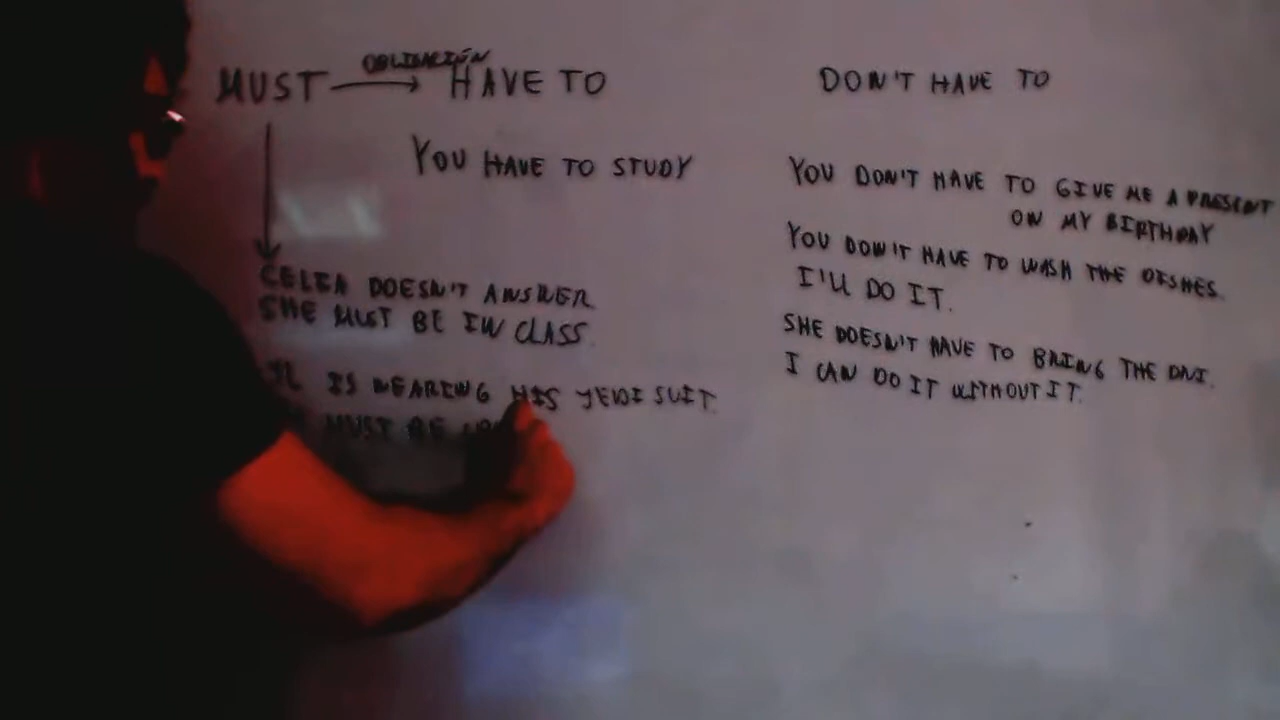 OBLIGACIÓN
MUST → HAVE TO
YOU HAVE TO STUDY
CELIA DOESN'T ANSWER
SHE MUST BE IN CLASS.
IS WEARING HIS JEDI SUIT.
MUST BE
DON'T HAVE TO
YOU DON'T HAVE TO GIVE ME A PRESENT
ON MY BIRTHDAY
YOU DON'T HAVE TO WASH THE DISHES.
I'LL DO IT.
SHE DOESN'T HAVE TO BRING THE DNI.
I CAN DO IT WITHOUT IT.